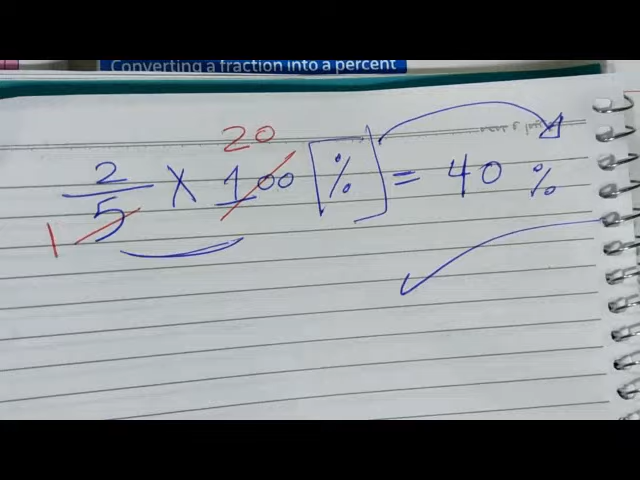 Converting a fraction into a percent
20
2/5 × 100 [%] = 40 %
1